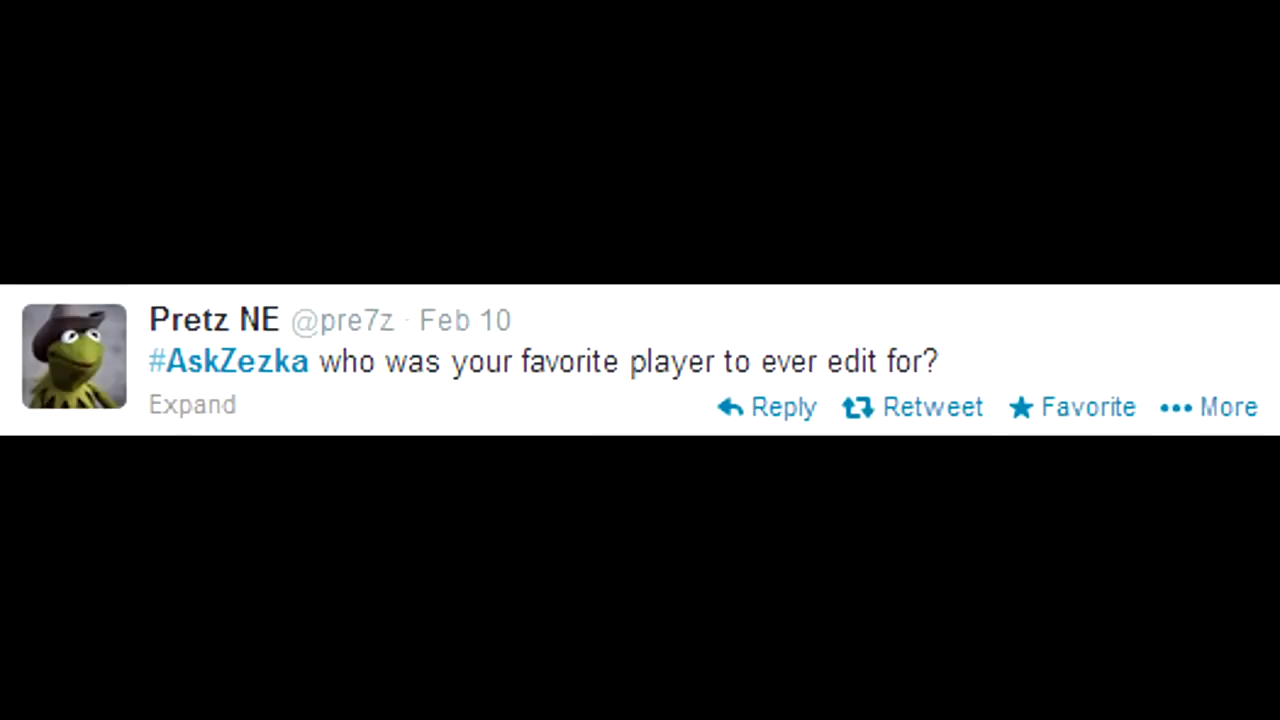 Pretz NE @pre7z · Feb 10
#AskZezka who was your favorite player to ever edit for?
Expand Reply Retweet Favorite More